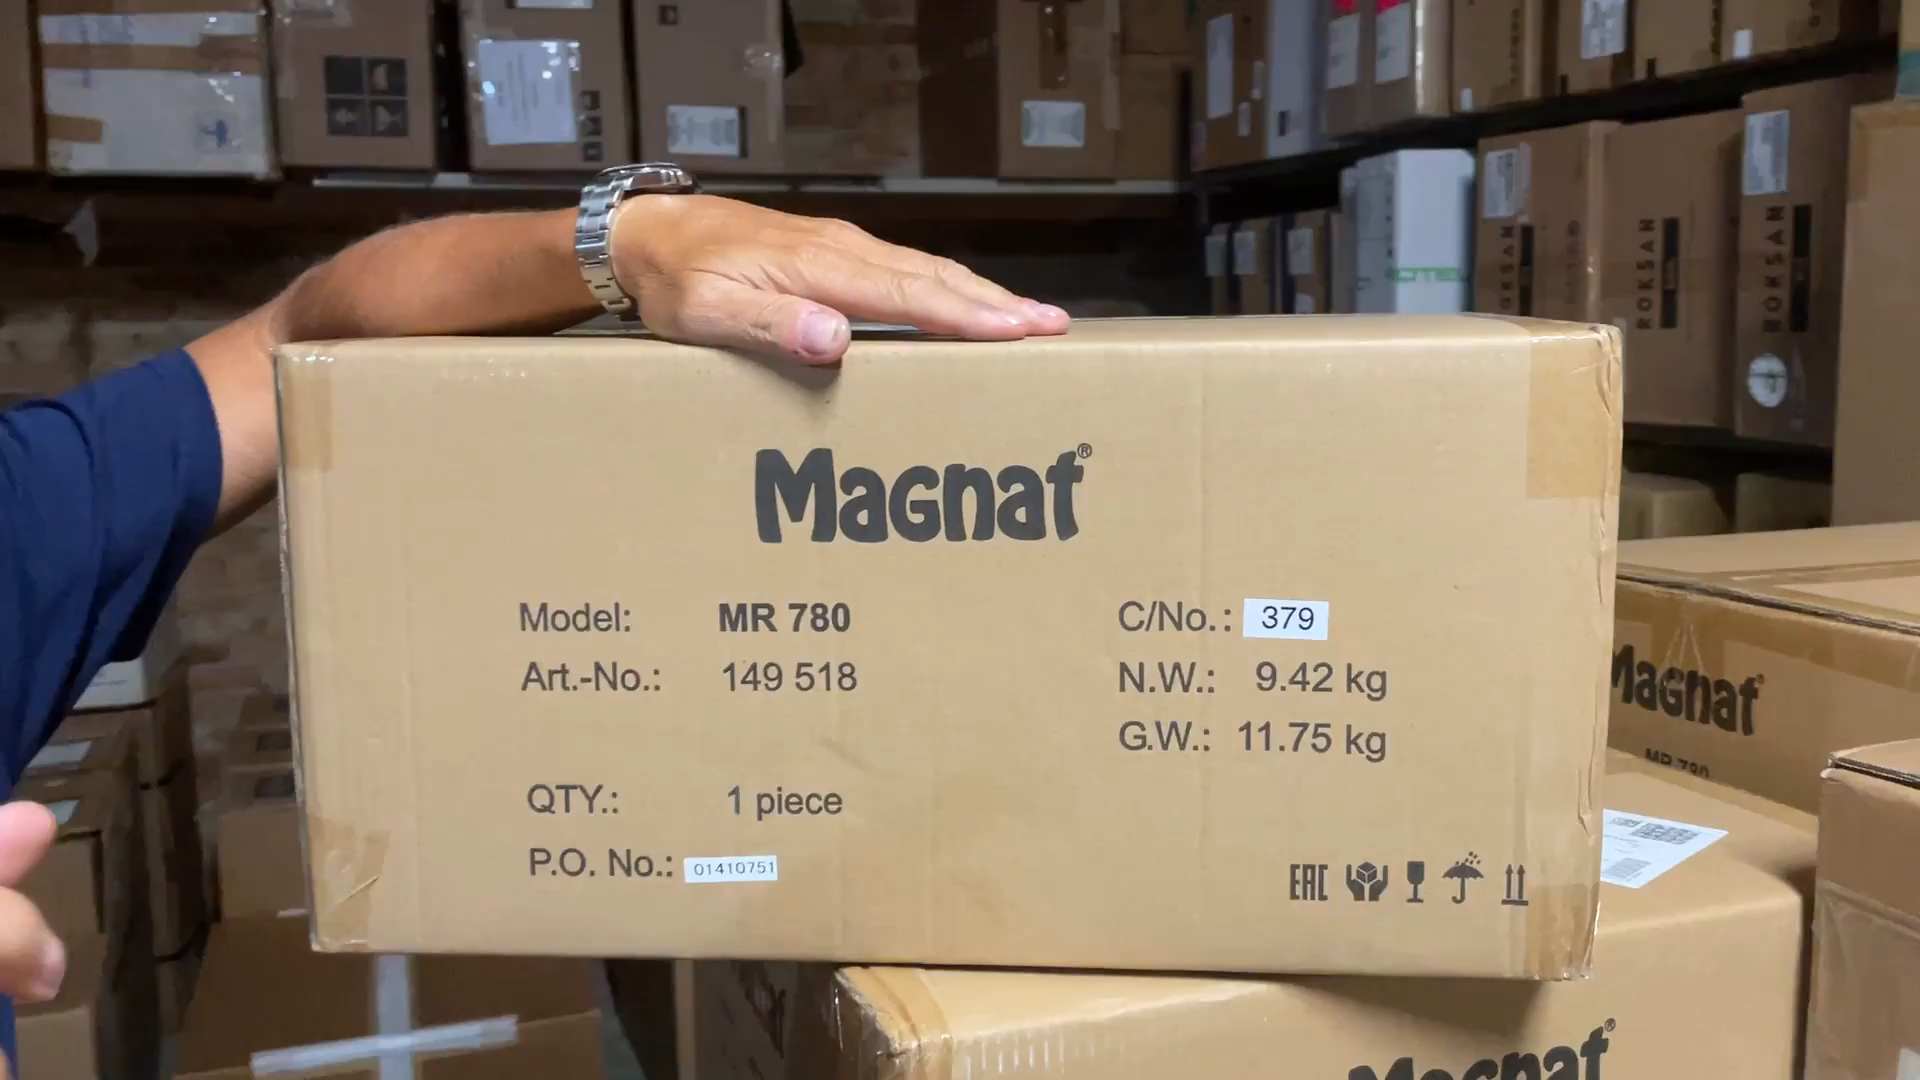 Magnat®
Model: MR 780
Art.-No.: 149 518
QTY.: 1 piece
P.O. No.: 01410751
C/No.: 379
N.W.: 9.42 kg
G.W.: 11.75 kg
EAC
ROKSAN
ROKSAN
ROKSAN
Magnat®
MR 780
Magnat®